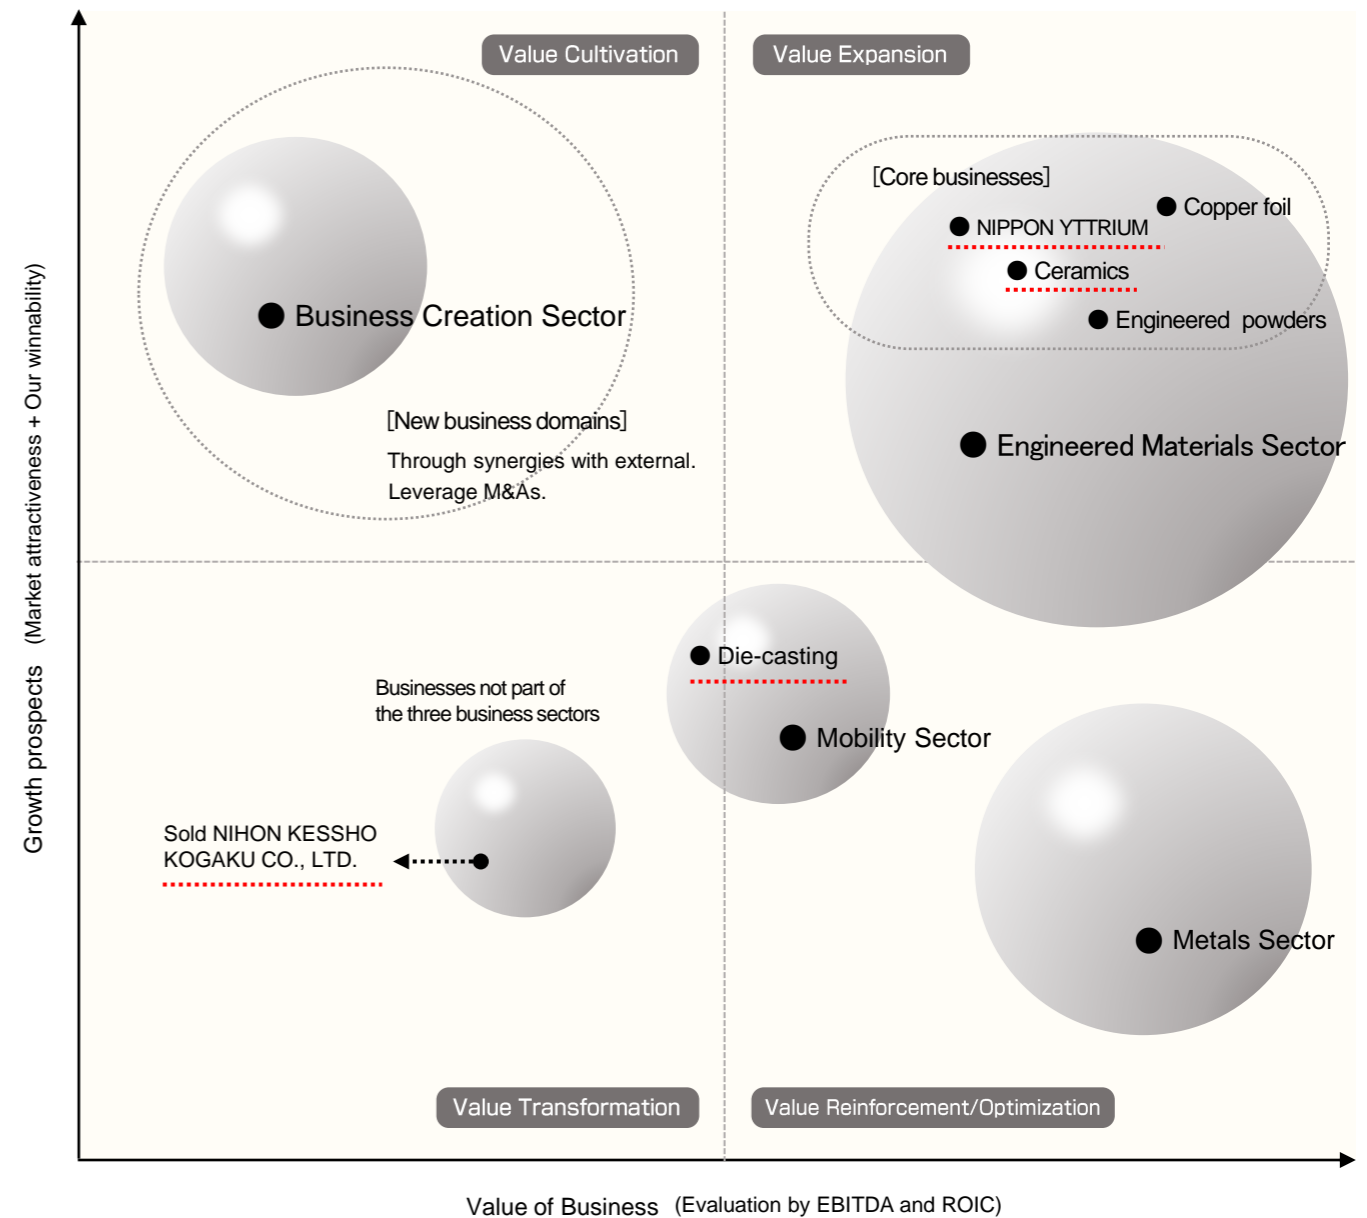 Value Cultivation
Value Expansion
[Core businesses]
Copper foil
NIPPON YTTRIUM
Ceramics
Engineered powders
Business Creation Sector
[New business domains]
Through synergies with external.
Leverage M&As.
Engineered Materials Sector
Growth prospects (Market attractiveness + Our winnability)
Die-casting
Mobility Sector
Businesses not part of
the three business sectors
Sold NIHON KESSHO
KOGAKU CO., LTD.
Metals Sector
Value Transformation
Value Reinforcement/Optimization
Value of Business (Evaluation by EBITDA and ROIC)